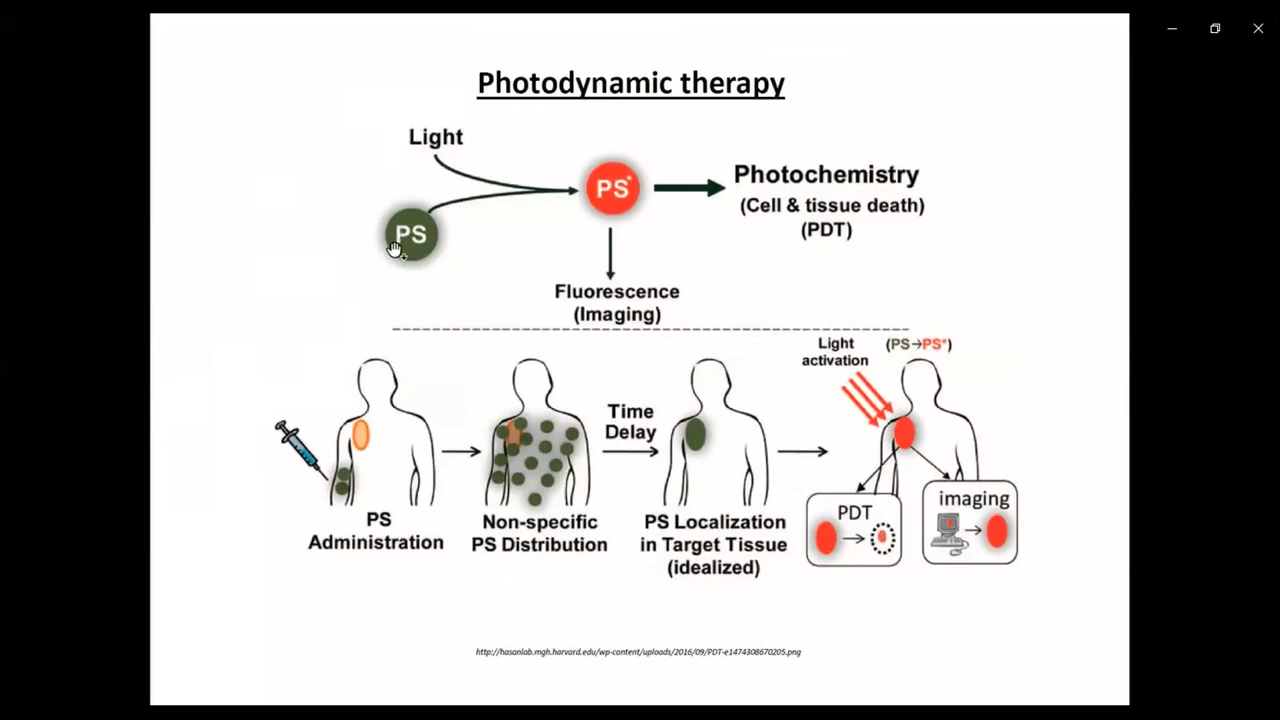 Photodynamic therapy
Light
PS
PS*
Photochemistry
(Cell & tissue death)
(PDT)
Fluorescence
(Imaging)
Light
activation
(PS→PS*)
Time
Delay
PS
Administration
Non-specific
PS Distribution
PS Localization
in Target Tissue
(idealized)
PDT
imaging
http://hasanlab.mgh.harvard.edu/wp-content/uploads/2016/09/PDT-e1474308670205.png